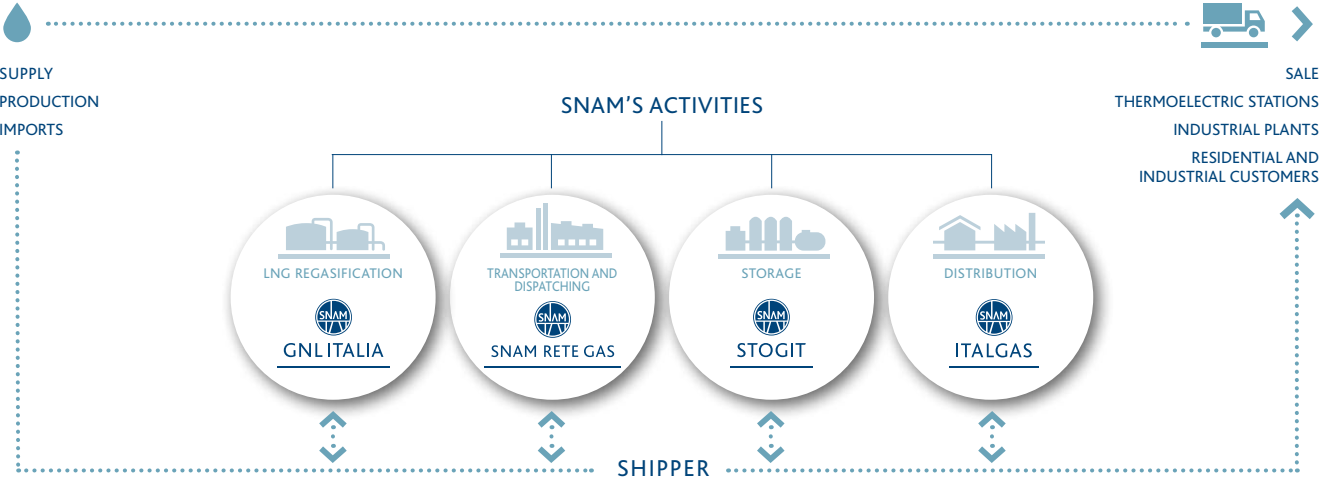 SUPPLY
PRODUCTION
IMPORTS
SALE
THERMOELECTRIC STATIONS
INDUSTRIAL PLANTS
RESIDENTIAL AND
INDUSTRIAL CUSTOMERS
SNAM'S ACTIVITIES
LNG REGASIFICATION
SNAM
GNL ITALIA
TRANSPORTATION AND
DISPATCHING
SNAM
SNAM RETE GAS
STORAGE
SNAM
STOGIT
DISTRIBUTION
SNAM
ITALGAS
SHIPPER